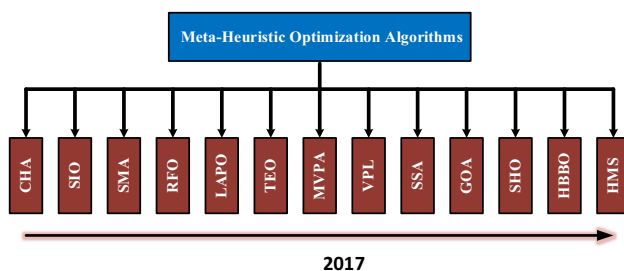 Meta-Heuristic Optimization Algorithms
CHA
SIO
SMA
RFO
LAPO
TEO
MVPA
VPL
SSA
GOA
SHO
HBBO
HMS
2017